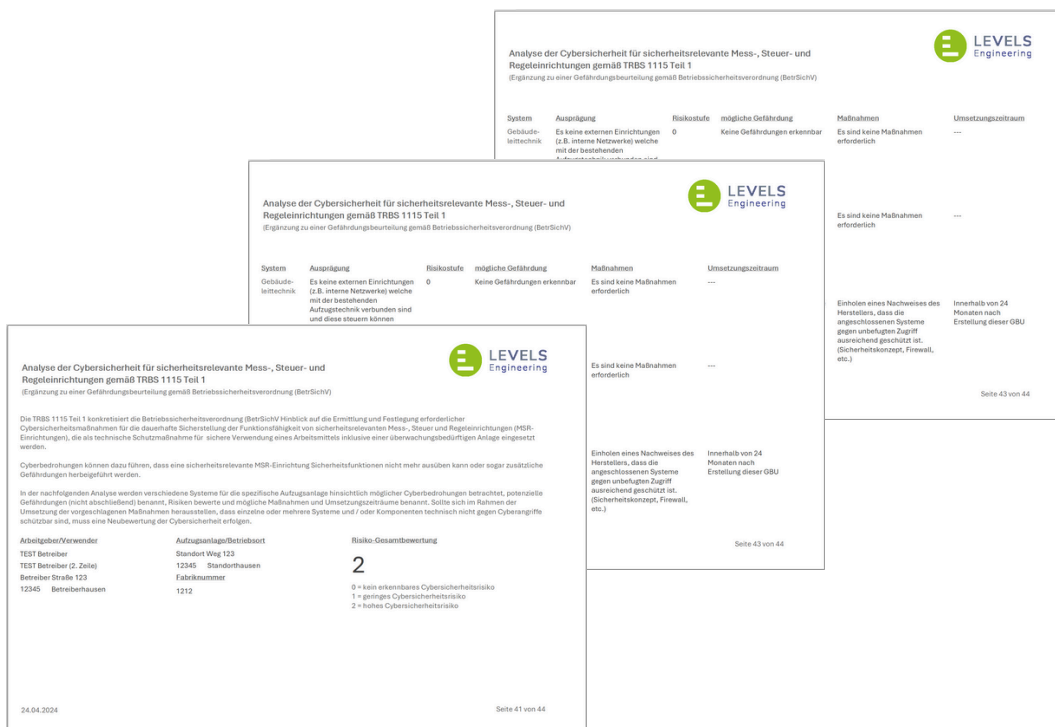 Analyse der Cybersicherheit für sicherheitsrelevante Mess-, Steuer- und
Regeleinrichtungen gemäß TRBS 1115 Teil 1
(Ergänzung zu einer Gefährdungsbeurteilung gemäß Betriebssicherheitsverordnung (BetrSichV)
LEVELS
Engineering
System Ausprägung Risikostufe mögliche Gefährdung Maßnahmen Umsetzungszeitraum
Gebäude- Es keine externen Einrichtungen 0 Keine Gefährdungen erkennbar Es sind keine Maßnahmen ---
leittechnik (z.B. interne Netzwerke) welche erforderlich
mit der bestehenden
Es sind keine Maßnahmen ---
erforderlich
Einholen eines Nachweises des Innerhalb von 24
Herstellers, dass die Monaten nach
angeschlossenen Systeme Erstellung dieser GBU
gegen unbefugten Zugriff
ausreichend geschützt ist.
(Sicherheitskonzept, Firewall,
etc.)
Seite 43 von 44
Analyse der Cybersicherheit für sicherheitsrelevante Mess-, Steuer- und
Regeleinrichtungen gemäß TRBS 1115 Teil 1
(Ergänzung zu einer Gefährdungsbeurteilung gemäß Betriebssicherheitsverordnung (BetrSichV)
LEVELS
Engineering
System Ausprägung Risikostufe mögliche Gefährdung Maßnahmen Umsetzungszeitraum
Gebäude- Es keine externen Einrichtungen 0 Keine Gefährdungen erkennbar Es sind keine Maßnahmen ---
leittechnik (z.B. interne Netzwerke) welche erforderlich
mit der bestehenden
Aufzugstechnik verbunden sind
und diese steuern können
Es sind keine Maßnahmen ---
erforderlich
Einholen eines Nachweises des Innerhalb von 24
Herstellers, dass die Monaten nach
angeschlossenen Systeme Erstellung dieser GBU
gegen unbefugten Zugriff
ausreichend geschützt ist.
(Sicherheitskonzept, Firewall,
etc.)
Seite 43 von 44
Analyse der Cybersicherheit für sicherheitsrelevante Mess-, Steuer- und
Regeleinrichtungen gemäß TRBS 1115 Teil 1
(Ergänzung zu einer Gefährdungsbeurteilung gemäß Betriebssicherheitsverordnung (BetrSichV)
LEVELS
Engineering
Die TRBS 1115 Teil 1 konkretisiert die Betriebssicherheitsverordnung (BetrSichV Hinblick auf die Ermittlung und Festlegung erforderlicher
Cybersicherheitsmaßnahmen für die dauerhafte Sicherstellung der Funktionsfähigkeit von sicherheitsrelevanten Mess-, Steuer und Regeleinrichtungen (MSR-
Einrichtungen), die als technische Schutzmaßnahme für sichere Verwendung eines Arbeitsmittels inklusive einer überwachungsbedürftigen Anlage eingesetzt
werden.
Cyberbedrohungen können dazu führen, dass eine sicherheitsrelevante MSR-Einrichtung Sicherheitsfunktionen nicht mehr ausüben kann oder sogar zusätzliche
Gefährdungen herbeigeführt werden.
In der nachfolgenden Analyse werden verschiedene Systeme für die spezifische Aufzugsanlage hinsichtlich möglicher Cyberbedrohungen betrachtet, potenzielle
Gefährdungen (nicht abschließend) benannt, Risiken bewerte und mögliche Maßnahmen und Umsetzungszeiträume benannt. Sollte sich im Rahmen der
Umsetzung der vorgeschlagenen Maßnahmen herausstellen, dass einzelne oder mehrere Systeme und / oder Komponenten technisch nicht gegen Cyberangriffe
schützbar sind, muss eine Neubewertung der Cybersicherheit erfolgen.
Arbeitgeber/Verwender Aufzugsanlage/Betriebsort Risiko-Gesamtbewertung
TEST Betreiber Standort Weg 123
TEST Betreiber (2. Zeile) 12345 Standorthausen 2
Betreiber Straße 123 Fabriknummer
12345 Betreiberhausen 1212
0 = kein erkennbares Cybersicherheitsrisiko
1 = geringes Cybersicherheitsrisiko
2 = hohes Cybersicherheitsrisiko
24.04.2024 Seite 41 von 44